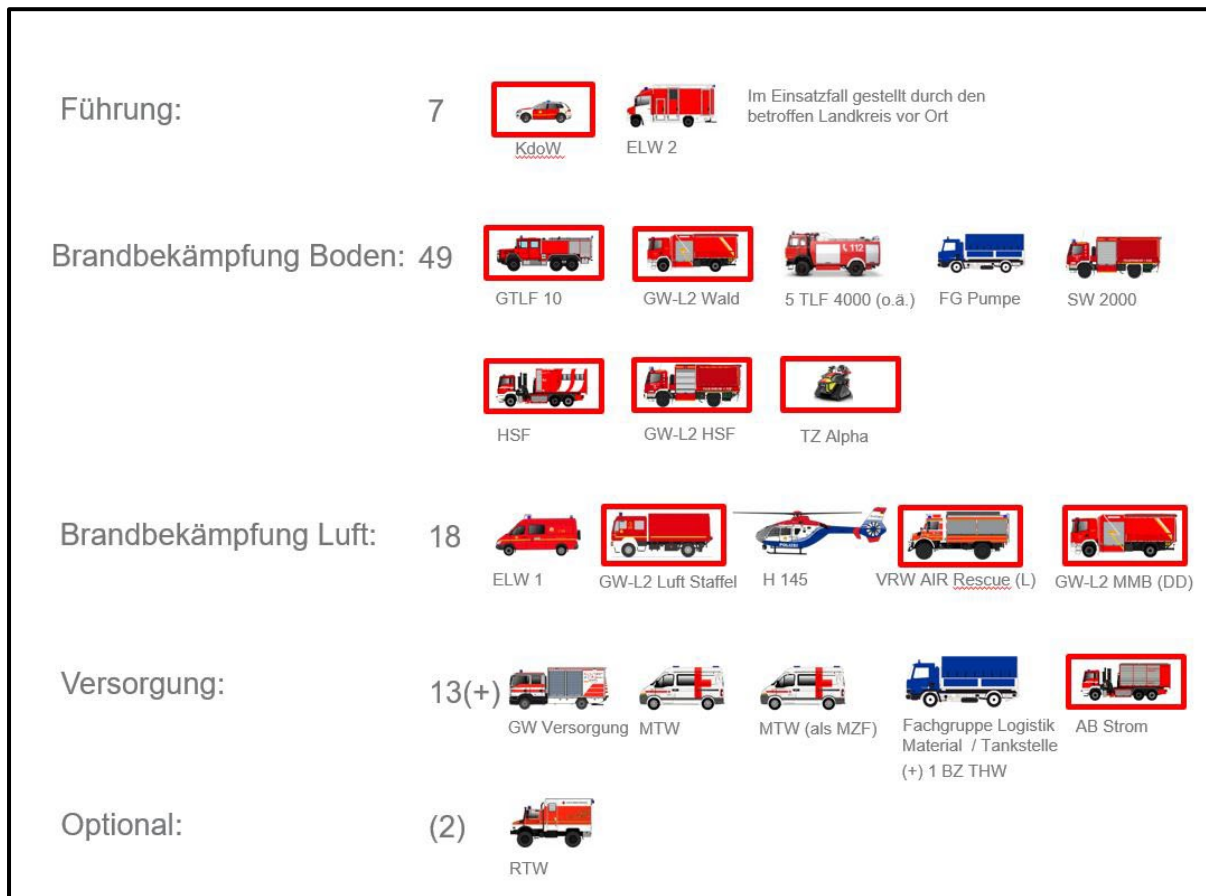 Führung: 7
Im Einsatzfall gestellt durch den
betroffen Landkreis vor Ort
KdoW ELW 2
Brandbekämpfung Boden: 49
112
GTLF 10 GW-L2 Wald 5 TLF 4000 (o.ä.) FG Pumpe SW 2000
HSF GW-L2 HSF TZ Alpha
Brandbekämpfung Luft: 18
POLIZEI
ELW 1 GW-L2 Luft Staffel H 145 VRW AIR Rescue (L) GW-L2 MMB (DD)
Versorgung: 13(+)
GW Versorgung MTW MTW (als MZF) Fachgruppe Logistik AB Strom
Material / Tankstelle
(+) 1 BZ THW
Optional: (2)
RTW